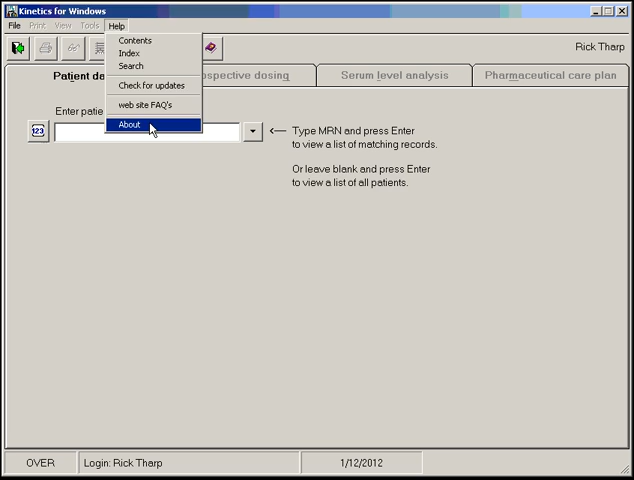 Kinetics for Windows
File Print View Tools Help
Contents
Index
Search
Check for updates
web site FAQ's
About
Rick Tharp
Patient da
ospective dosing
Serum level analysis
Pharmaceutical care plan
Enter patie
123
Type MRN and press Enter
to view a list of matching records.
Or leave blank and press Enter
to view a list of all patients.
OVER
Login: Rick Tharp
1/12/2012